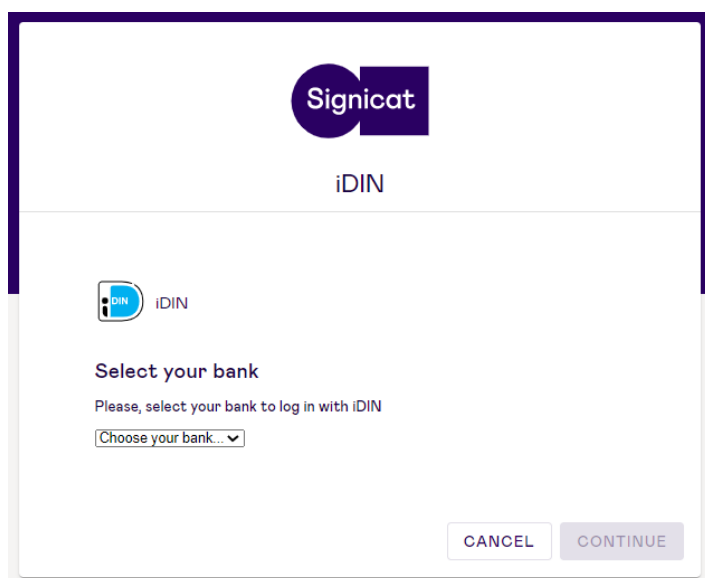 Signicat
iDIN
DIN iDIN
Select your bank
Please, select your bank to log in with iDIN
Choose your bank...
CANCEL CONTINUE